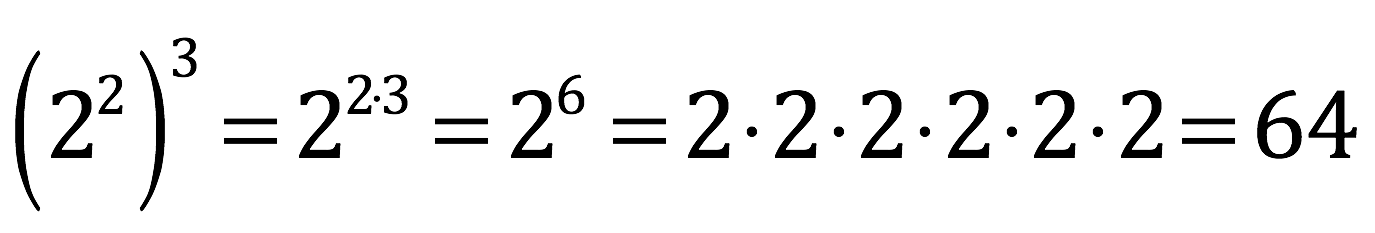 (2²)³ = 2²·³ = 2⁶ = 2·2·2·2·2·2 = 64